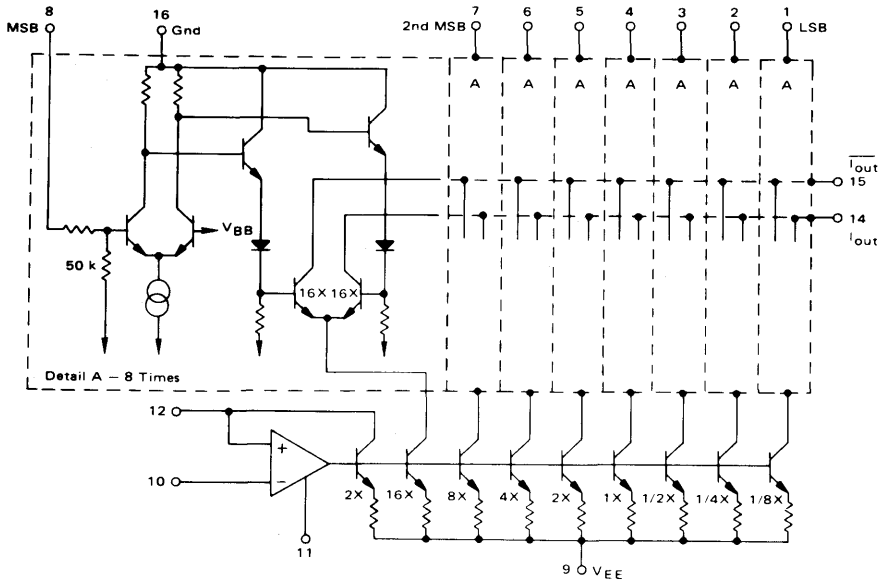 8 7 6 5 4 3 2 1
MSB 16 Gnd 2nd MSB LSB
A A A A A A A
I̅o̅u̅t̅
15
14
Iout
VBB
50 k
16X 16X
Detail A – 8 Times
12
+
10 –
2X 16X 8X 4X 2X 1X 1/2X 1/4X 1/8X
11
9 VEE